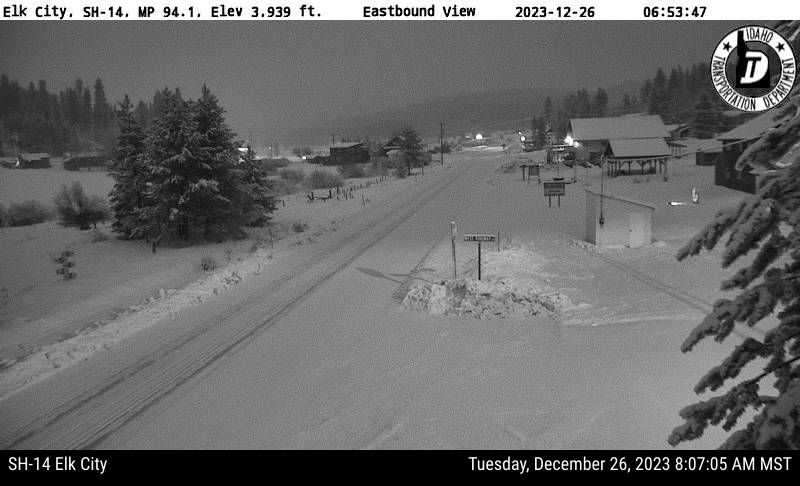 Elk City, SH-14, MP 94.1, Elev 3,939 ft. Eastbound View 2023-12-26 06:53:47
IDAHO TRANSPORTATION DEPARTMENT
SH-14 Elk City Tuesday, December 26, 2023 8:07:05 AM MST